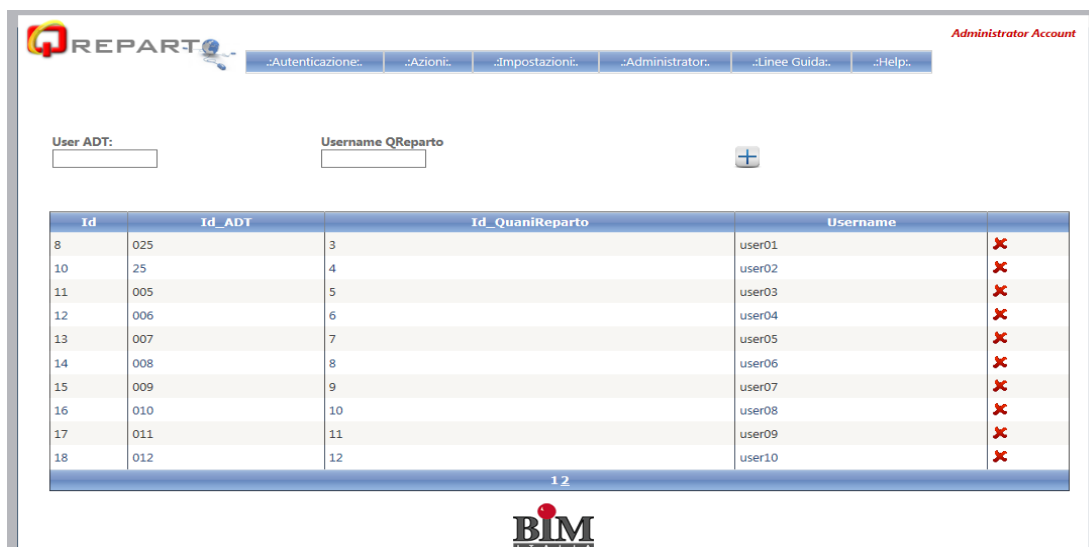 QREPARTO
Administrator Account
.:Autenticazione:. .:Azioni:. .:Impostazioni:. .:Administrator:. .:Linee Guida:. .:Help:.
User ADT: Username QReparto
Id Id_ADT Id_QuaniReparto Username
8 025 3 user01
10 25 4 user02
11 005 5 user03
12 006 6 user04
13 007 7 user05
14 008 8 user06
15 009 9 user07
16 010 10 user08
17 011 11 user09
18 012 12 user10
1 2
BIM